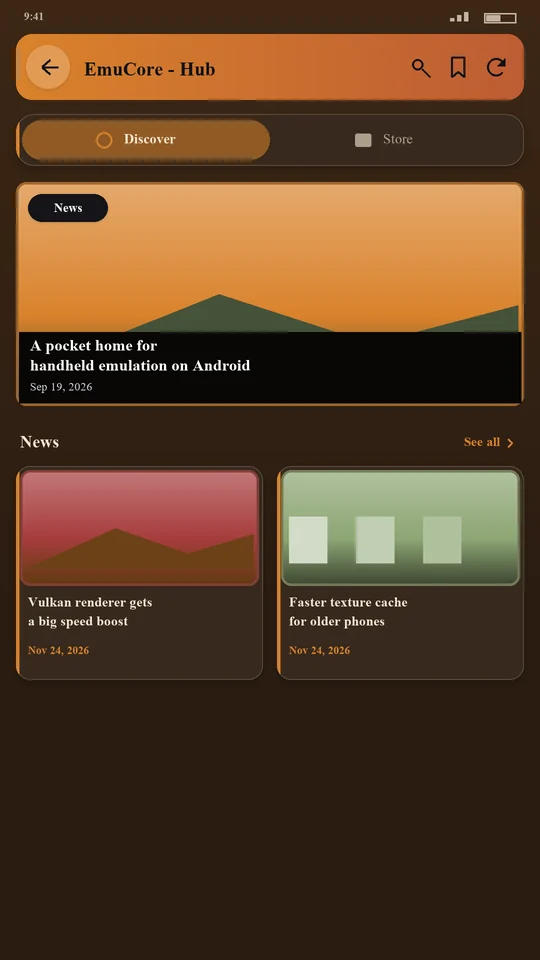 9:41
EmuCore - Hub
Discover
Store
News
A pocket home for
handheld emulation on Android
Sep 19, 2026
News
See all
Vulkan renderer gets
a big speed boost
Nov 24, 2026
Faster texture cache
for older phones
Nov 24, 2026